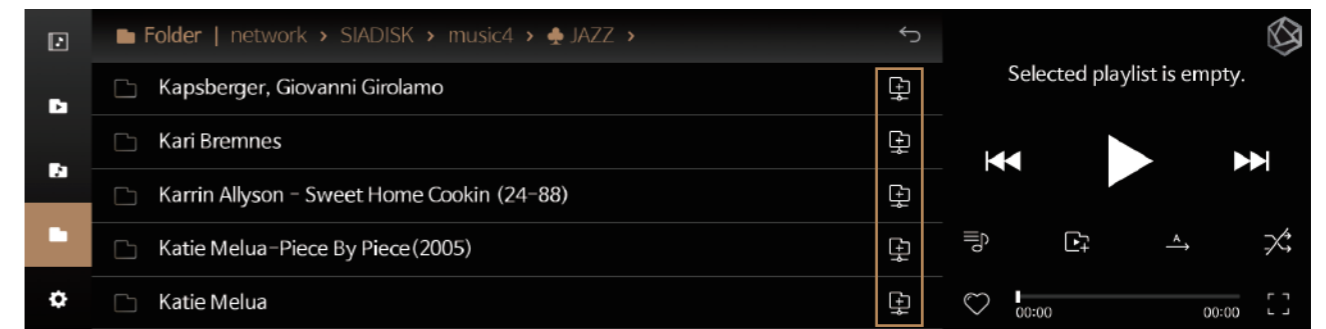 Folder | network > SIADISK > music4 > ♣ JAZZ >
Kapsberger, Giovanni Girolamo
Kari Bremnes
Karrin Allyson - Sweet Home Cookin (24-88)
Katie Melua-Piece By Piece(2005)
Katie Melua
Selected playlist is empty.
A
00:00 00:00